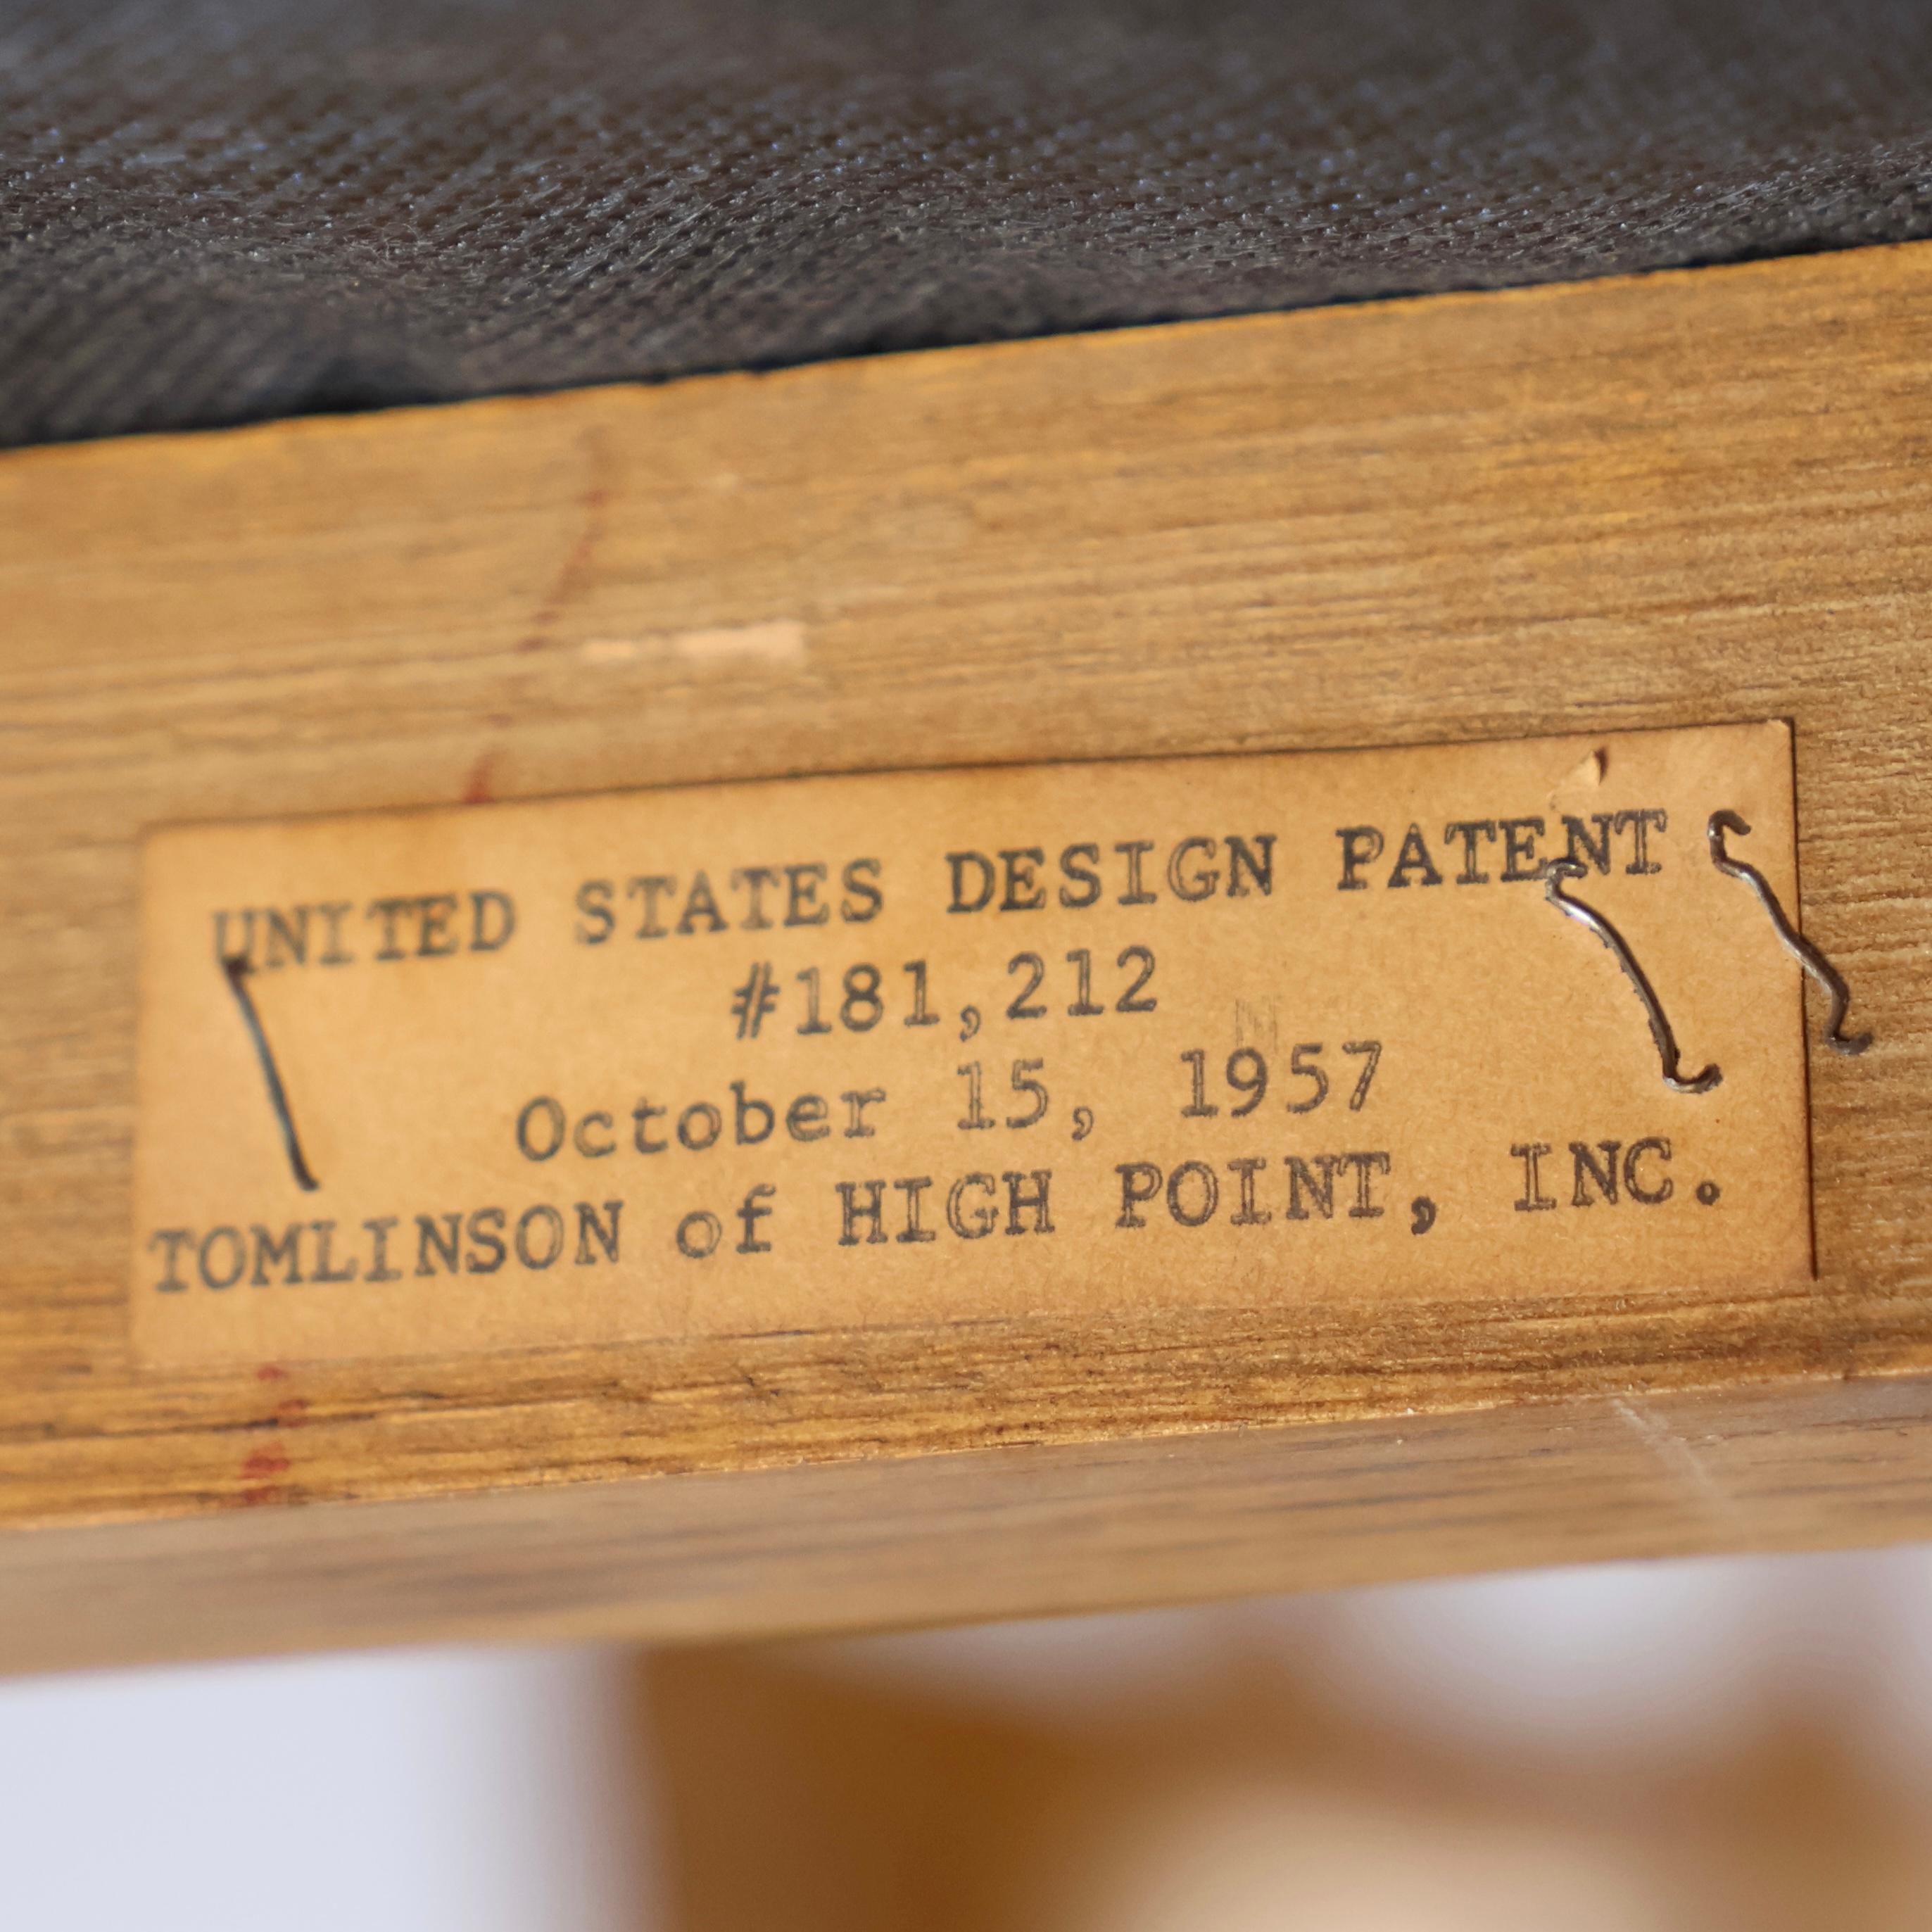 UNITED STATES DESIGN PATENT
#181,212
October 15, 1957
TOMLINSON of HIGH POINT, INC.